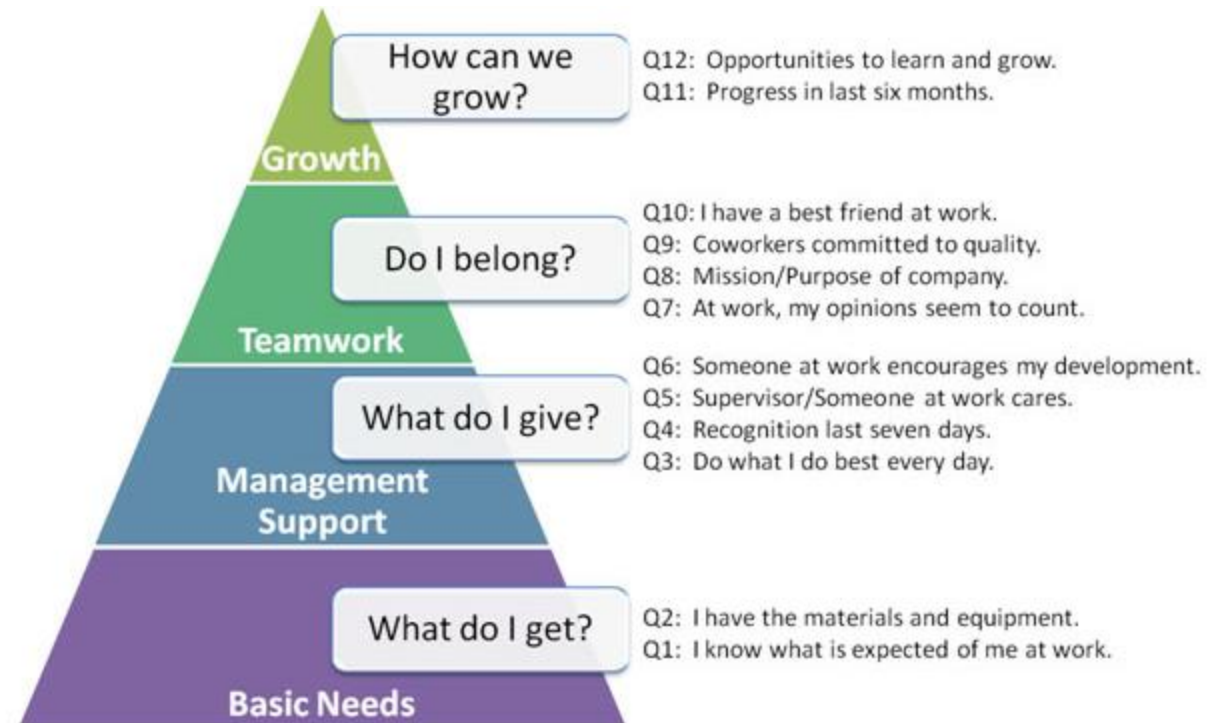 How can we
grow?
Q12: Opportunities to learn and grow.
Q11: Progress in last six months.
Growth
Do I belong?
Q10: I have a best friend at work.
Q9: Coworkers committed to quality.
Q8: Mission/Purpose of company.
Q7: At work, my opinions seem to count.
Teamwork
What do I give?
Q6: Someone at work encourages my development.
Q5: Supervisor/Someone at work cares.
Q4: Recognition last seven days.
Q3: Do what I do best every day.
Management
Support
What do I get?
Q2: I have the materials and equipment.
Q1: I know what is expected of me at work.
Basic Needs